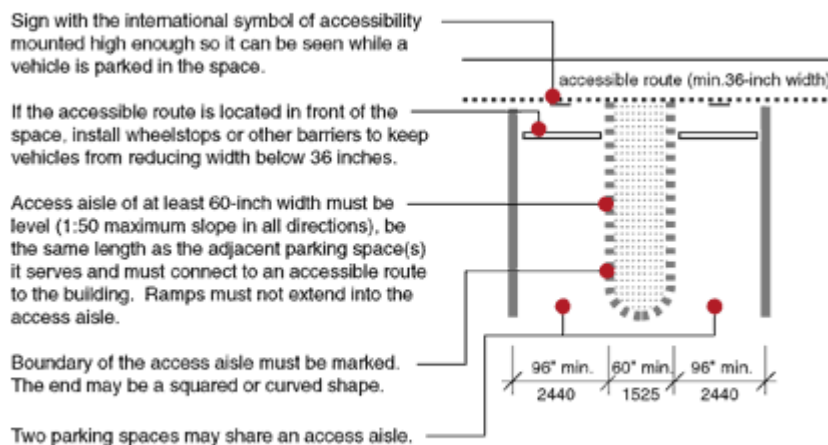 Sign with the international symbol of accessibility
mounted high enough so it can be seen while a
vehicle is parked in the space.
accessible route (min.36-inch width)
If the accessible route is located in front of the
space, install wheelstops or other barriers to keep
vehicles from reducing width below 36 inches.
Access aisle of at least 60-inch width must be
level (1:50 maximum slope in all directions), be
the same length as the adjacent parking space(s)
it serves and must connect to an accessible route
to the building. Ramps must not extend into the
access aisle.
Boundary of the access aisle must be marked.
The end may be a squared or curved shape.
Two parking spaces may share an access aisle.
96" min. 60" min. 96" min.
2440 1525 2440